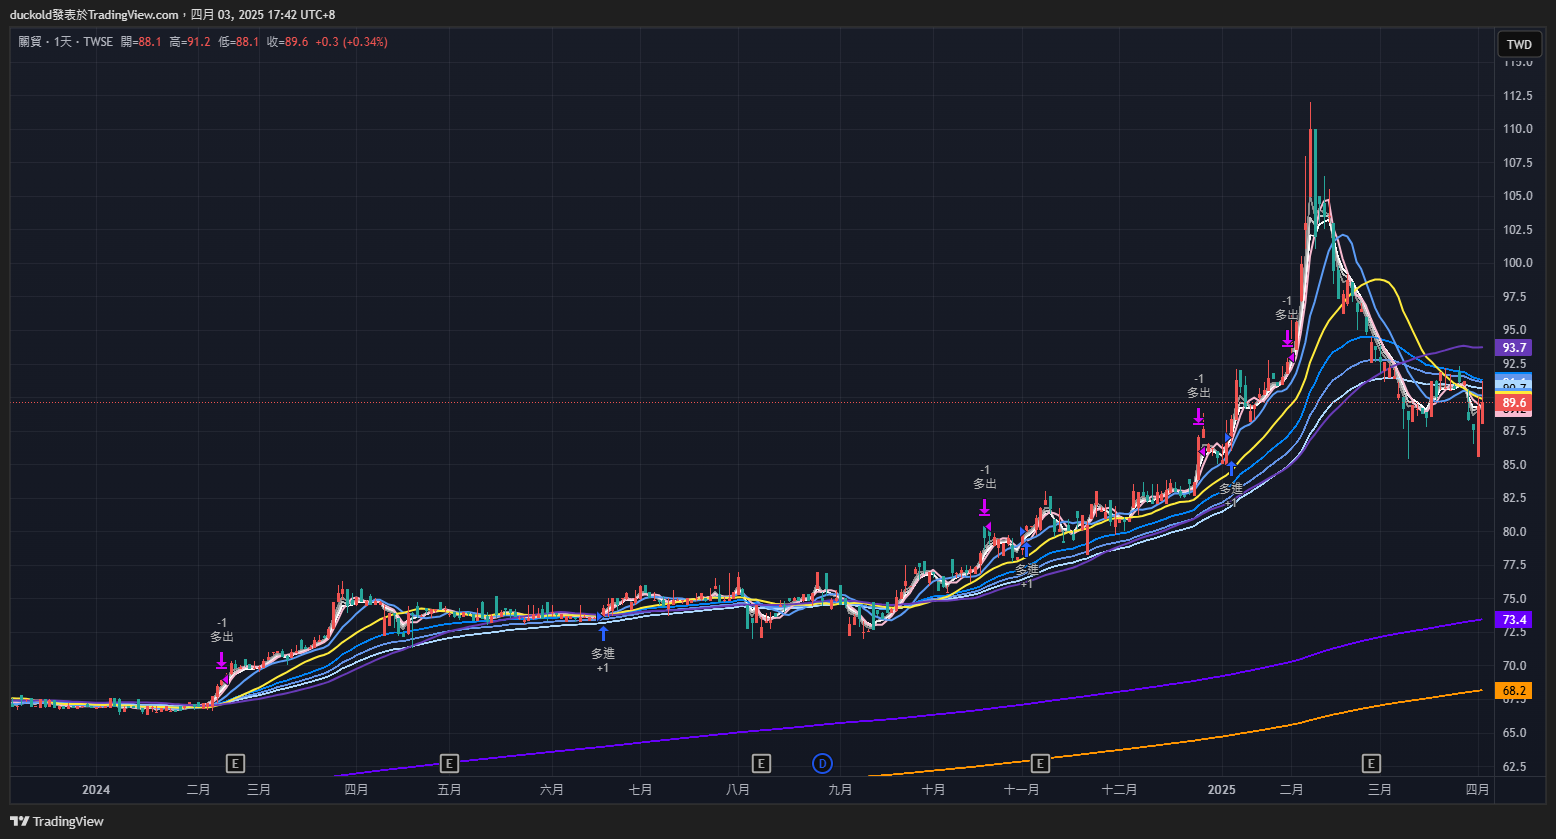 duckold發表於TradingView.com，四月 03, 2025 17:42 UTC+8
關貿 · 1天 · TWSE 開=88.1 高=91.2 低=88.1 收=89.6 +0.3 (+0.34%)
TWD
115.0
112.5
110.0
107.5
105.0
102.5
100.0
97.5
-1
多出
95.0
93.7
92.5
-1
多出
90.7
89.6
87.5
85.0
多進
+1
-1
多出
82.5
80.0
77.5
多進
+1
75.0
73.4
72.5
-1
多出
多進
+1
70.0
68.2
67.5
65.0
62.5
E
E
E
D
E
E
2024 二月 三月 四月 五月 六月 七月 八月 九月 十月 十一月 十二月 2025 二月 三月 四月
TradingView